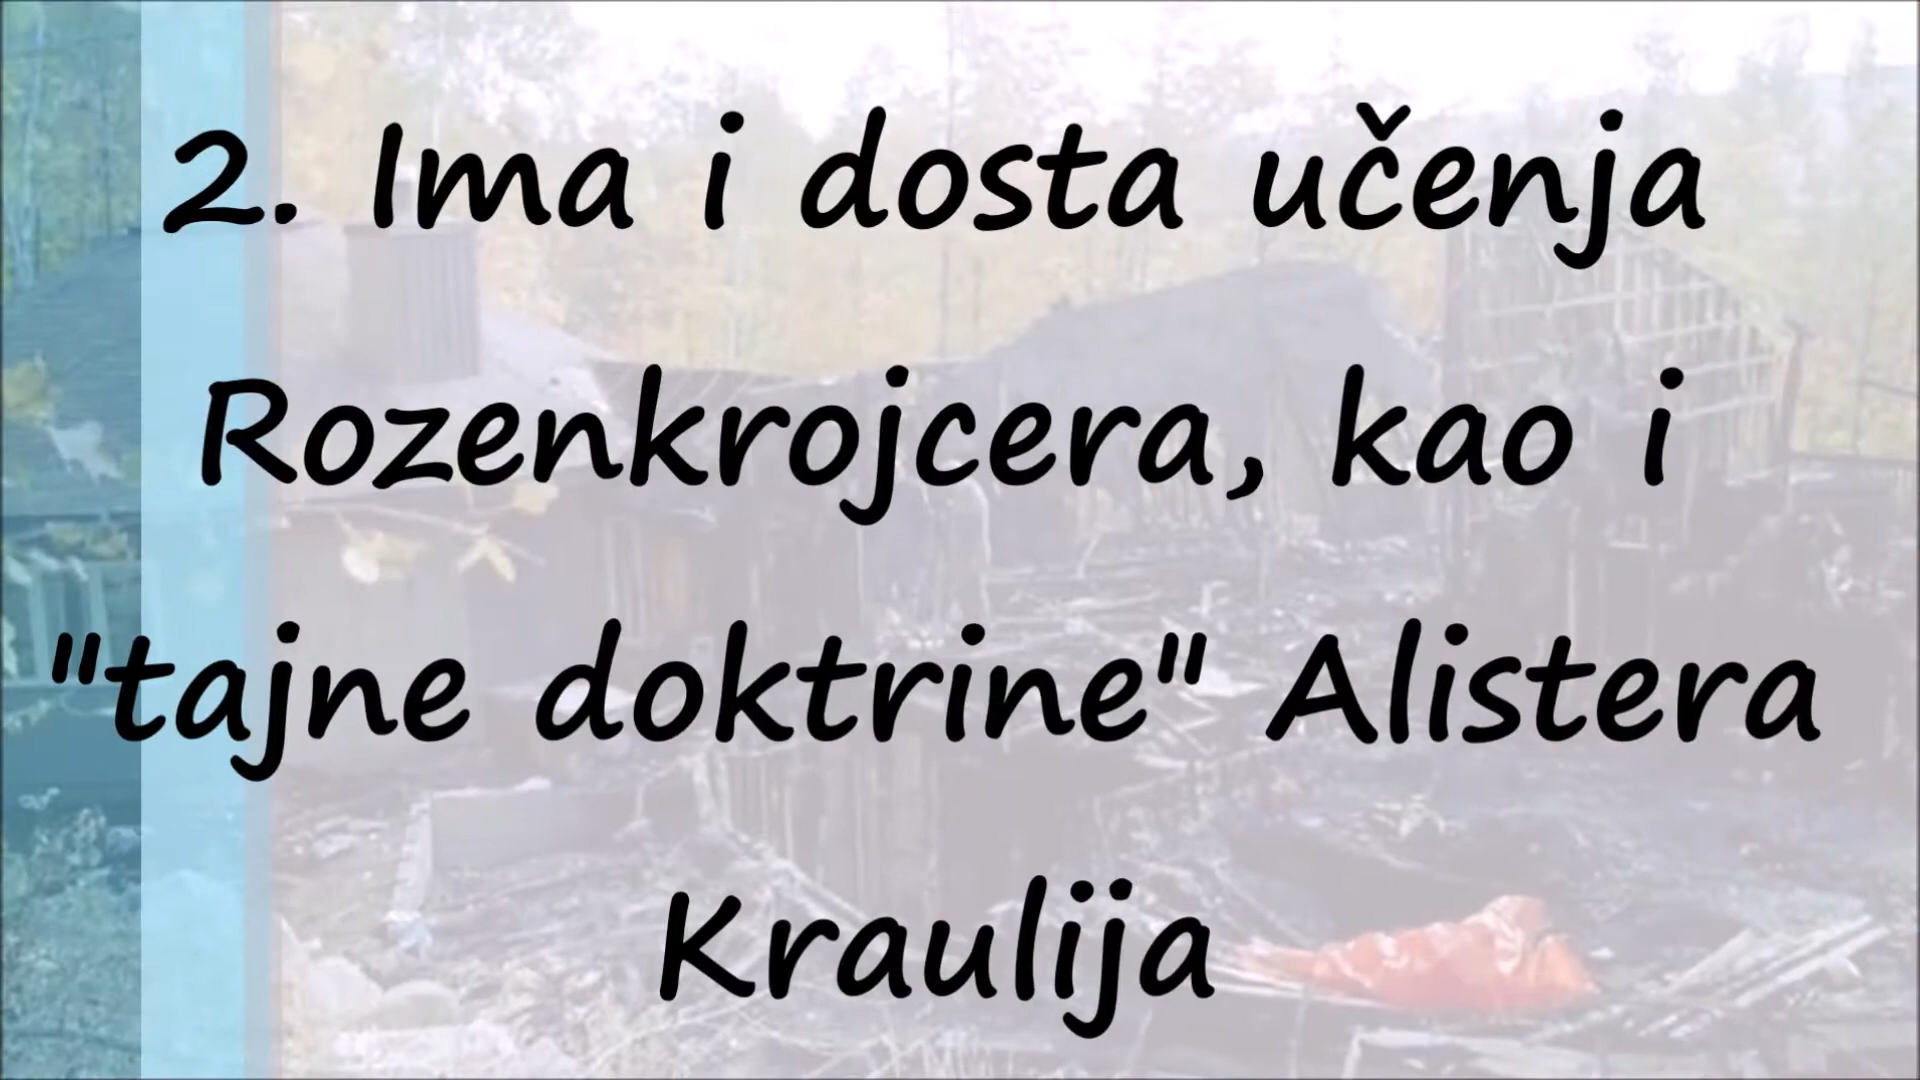 2. Ima i dosta učenja
Rozenkrojcera, kao i
"tajne doktrine" Alistera
Kraulija